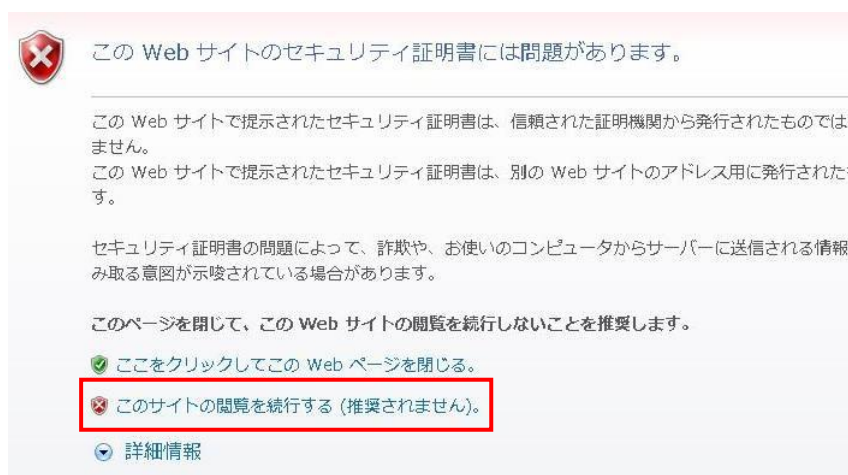 この Web サイトのセキュリティ証明書には問題があります。
この Web サイトで提示されたセキュリティ証明書は、信頼された証明機関から発行されたものでは
ません。
この Web サイトで提示されたセキュリティ証明書は、別の Web サイトのアドレス用に発行された
す。
セキュリティ証明書の問題によって、詐欺や、お使いのコンピュータからサーバーに送信される情報
み取る意図が示唆されている場合があります。
このページを閉じて、この Web サイトの閲覧を続行しないことを推奨します。
ここをクリックしてこの Web ページを閉じる。
このサイトの閲覧を続行する (推奨されません)。
詳細情報